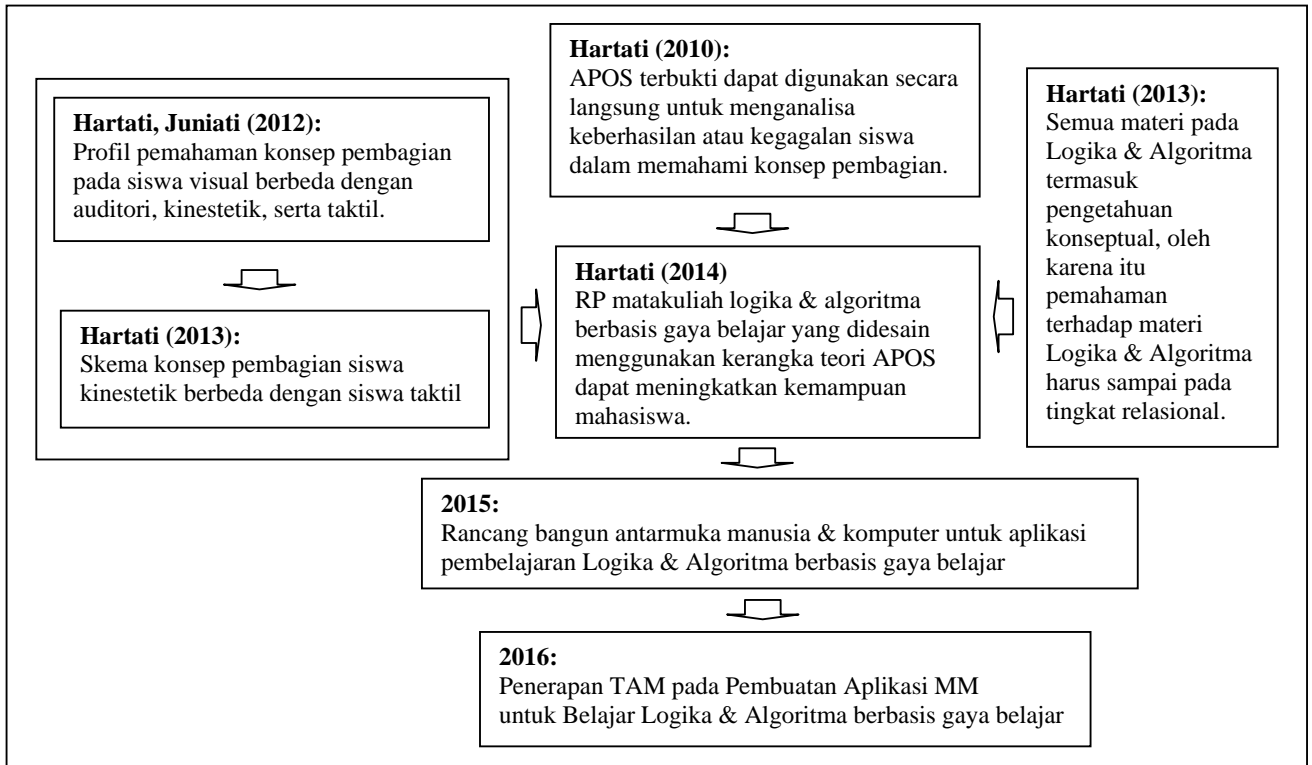 Hartati (2010):
APOS terbukti dapat digunakan secara
langsung untuk menganalisa
keberhasilan atau kegagalan siswa
dalam memahami konsep pembagian.
Hartati, Juniati (2012):
Profil pemahaman konsep pembagian
pada siswa visual berbeda dengan
auditori, kinestetik, serta taktil.
Hartati (2013):
Skema konsep pembagian siswa
kinestetik berbeda dengan siswa taktil
Hartati (2014)
RP matakuliah logika & algoritma
berbasis gaya belajar yang didesain
menggunakan kerangka teori APOS
dapat meningkatkan kemampuan
mahasiswa.
Hartati (2013):
Semua materi pada
Logika & Algoritma
termasuk
pengetahuan
konseptual, oleh
karena itu
pemahaman
terhadap materi
Logika & Algoritma
harus sampai pada
tingkat relasional.
2015:
Rancang bangun antarmuka manusia & komputer untuk aplikasi
pembelajaran Logika & Algoritma berbasis gaya belajar
2016:
Penerapan TAM pada Pembuatan Aplikasi MM
untuk Belajar Logika & Algoritma berbasis gaya belajar